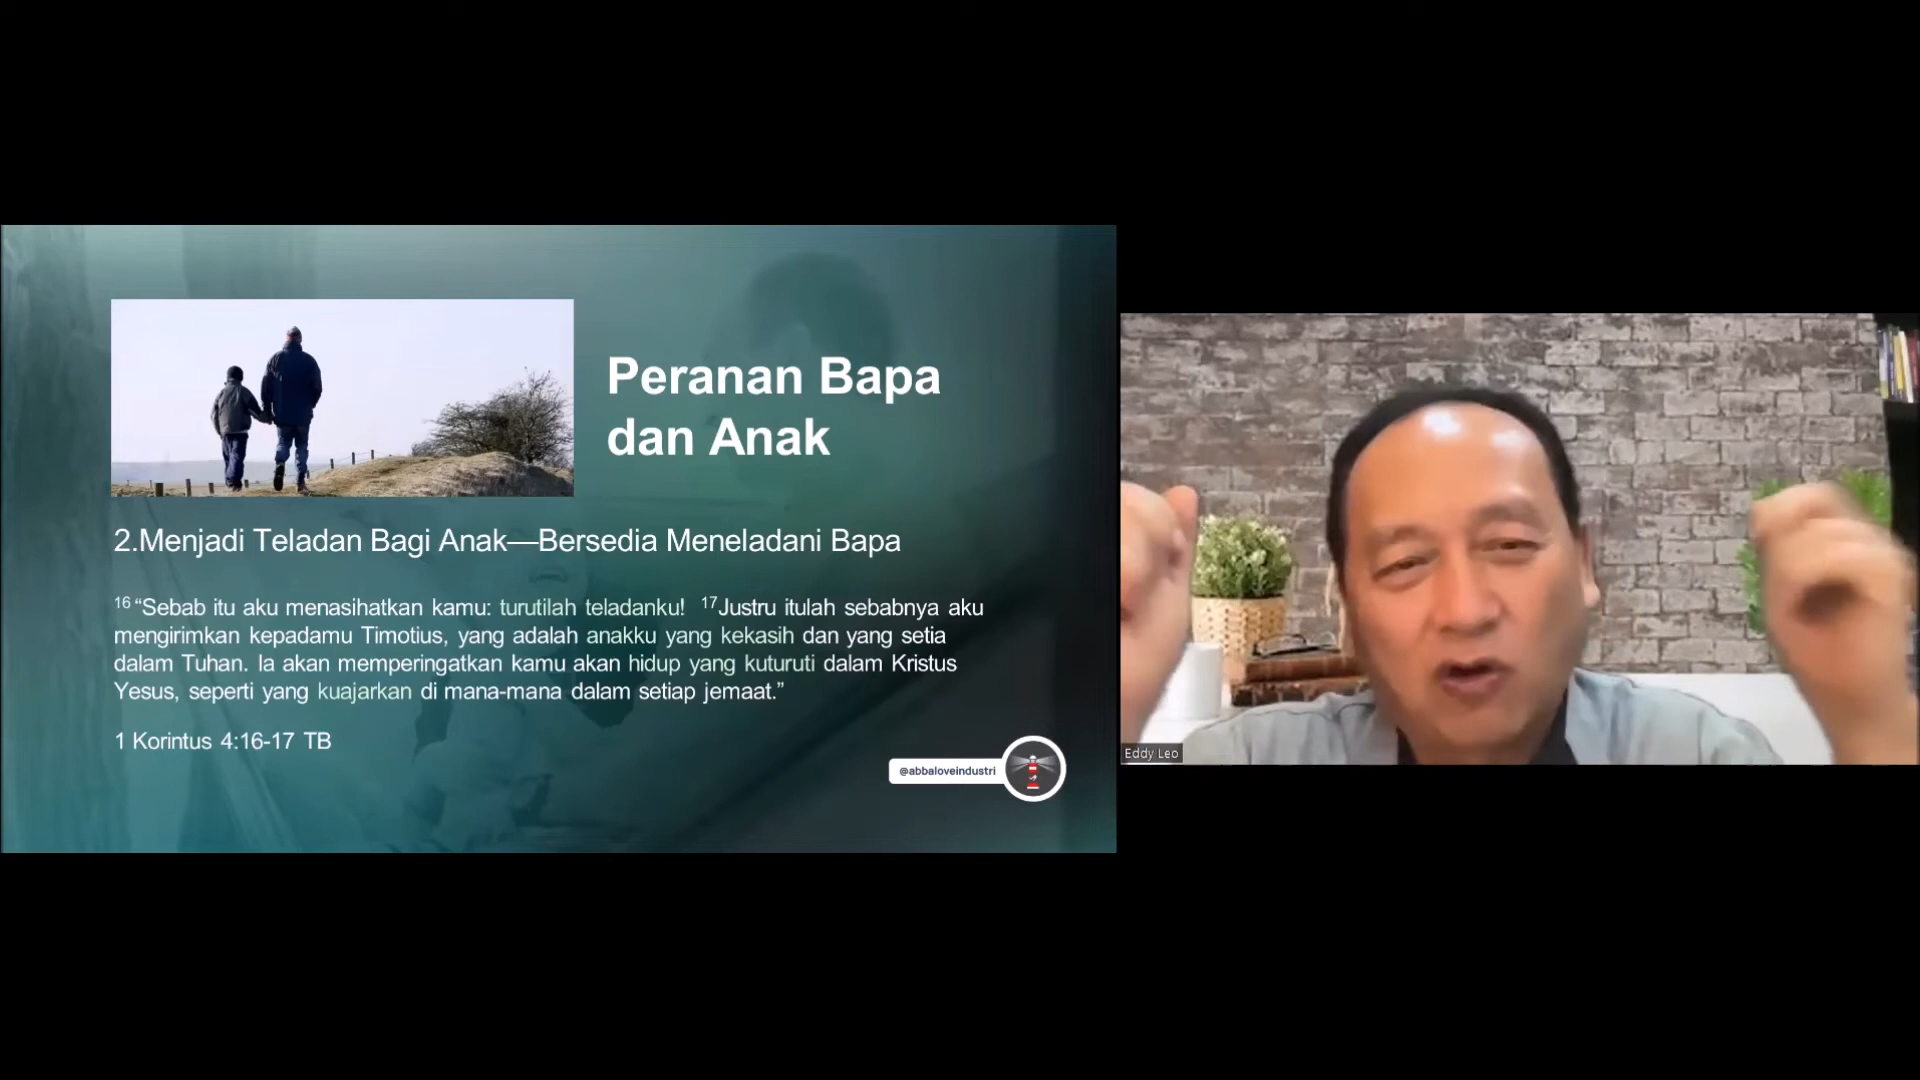 Peranan Bapa
dan Anak
2.Menjadi Teladan Bagi Anak—Bersedia Meneladani Bapa
16 “Sebab itu aku menasihatkan kamu: turutilah teladanku! 17Justru itulah sebabnya aku
mengirimkan kepadamu Timotius, yang adalah anakku yang kekasih dan yang setia
dalam Tuhan. Ia akan memperingatkan kamu akan hidup yang kuturuti dalam Kristus
Yesus, seperti yang kuajarkan di mana-mana dalam setiap jemaat.”
1 Korintus 4:16-17 TB
@abbaloveindustri
Eddy Leo